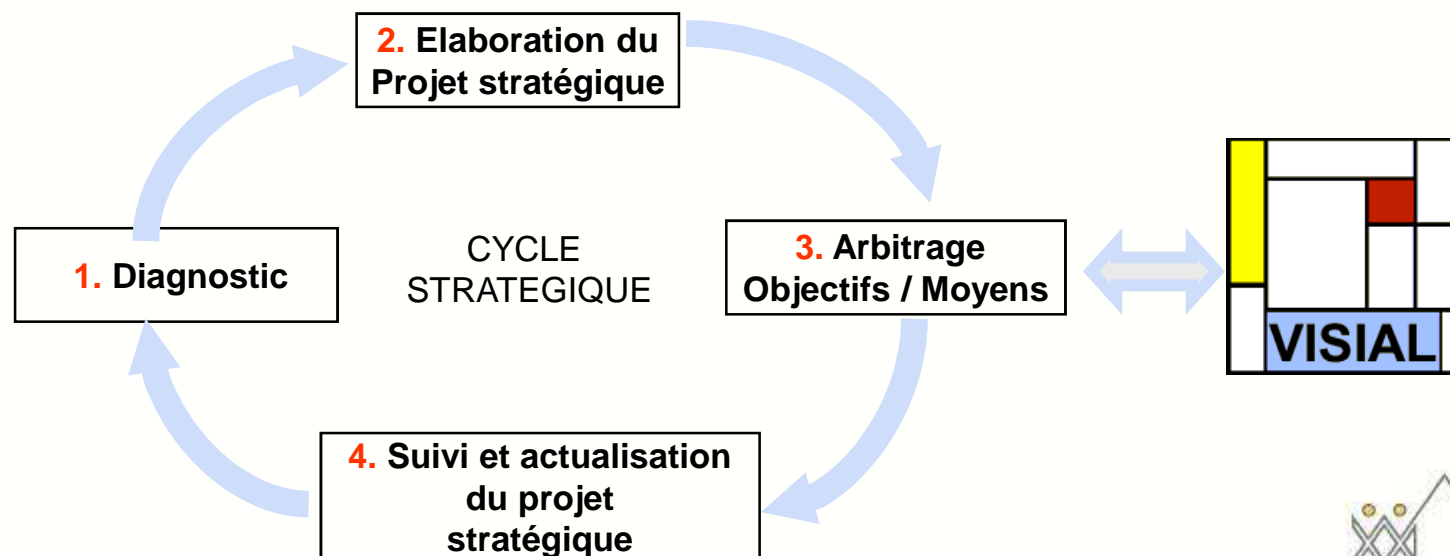 2. Elaboration du
Projet stratégique
1. Diagnostic
CYCLE
STRATEGIQUE
3. Arbitrage
Objectifs / Moyens
VISIAL
4. Suivi et actualisation
du projet
stratégique